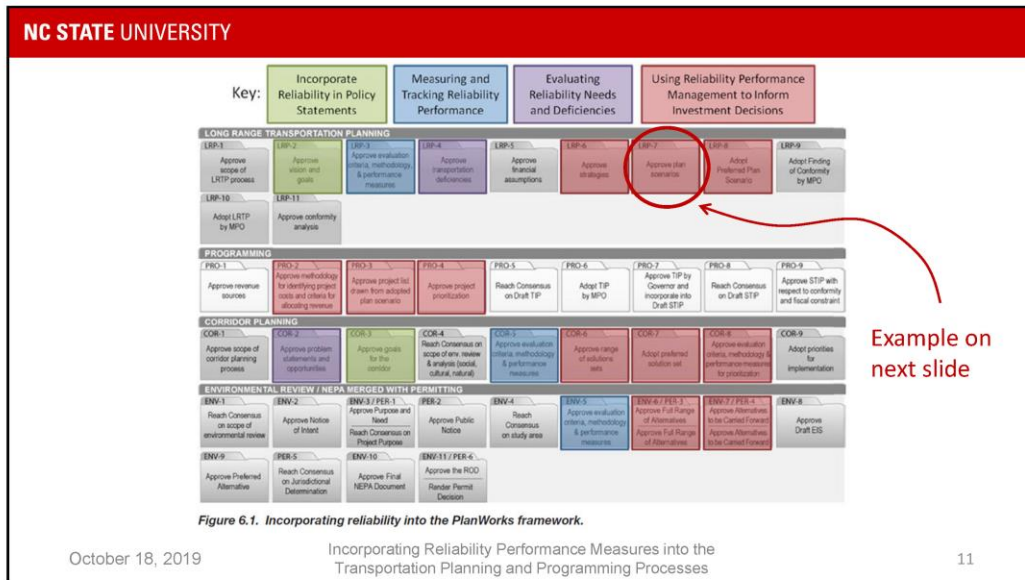 NC STATE UNIVERSITY
Key:
Incorporate
Reliability in Policy
Statements
Measuring and
Tracking Reliability
Performance
Evaluating
Reliability Needs
and Deficiencies
Using Reliability Performance
Management to Inform
Investment Decisions
LONG RANGE TRANSPORTATION PLANNING
LRP-1
Approve
scope of
LRTP process
LRP-2
Approve
vision and
goals
LRP-3
Approve evaluation
criteria, methodology,
& performance
measures
LRP-4
Approve
transportation
deficiencies
LRP-5
Approve
financial
assumptions
LRP-6
Approve
strategies
LRP-7
Approve plan
scenarios
LRP-8
Adopt
Preferred Plan
Scenario
LRP-9
Adopt Finding
of Conformity
by MPO
LRP-10
Adopt LRTP
by MPO
LRP-11
Approve conformity
analysis
PROGRAMMING
PRO-1
Approve revenue
sources
PRO-2
Approve methodology
for identifying project
costs and criteria for
allocating revenue
PRO-3
Approve project list
drawn from adopted
plan scenario
PRO-4
Approve project
prioritization
PRO-5
Reach Consensus
on Draft TIP
PRO-6
Adopt TIP
by MPO
PRO-7
Approve TIP by
Governor and
incorporate into
Draft STIP
PRO-8
Reach Consensus
on Draft STIP
PRO-9
Approve STIP with
respect to conformity
and fiscal constraint
CORRIDOR PLANNING
COR-1
Approve scope of
corridor planning
process
COR-2
Approve problem
statements and
opportunities
COR-3
Approve goals
for the
corridor
COR-4
Reach Consensus on
scope of env. review
& analysis (social,
cultural, natural)
COR-5
Approve evaluation
criteria, methodology
& performance
measures
COR-6
Approve range
of solutions
sets
COR-7
Adopt preferred
solution set
COR-8
Approve evaluation
criteria, methodology &
performance measures
for prioritization
COR-9
Adopt priorities
for
implementation
ENVIRONMENTAL REVIEW / NEPA MERGED WITH PERMITTING
ENV-1
Reach Consensus
on scope of
environmental review
ENV-2
Approve Notice
of Intent
ENV-3 / PER-1
Approve Purpose and
Need
Reach Consensus on
Project Purpose
PER-2
Approve Public
Notice
ENV-4
Reach
Consensus
on study area
ENV-5
Approve evaluation
criteria, methodology
& performance
measures
ENV-6 / PER-3
Approve Full Range
of Alternatives
Approve Full Range
of Alternatives
ENV-7 / PER-4
Approve Alternatives
to be Carried Forward
Approve Alternatives
to be Carried Forward
ENV-8
Approve
Draft EIS
ENV-9
Approve Preferred
Alternative
PER-5
Reach Consensus
on Jurisdictional
Determination
ENV-10
Approve Final
NEPA Document
ENV-11 / PER-6
Approve the ROD
Render Permit
Decision
Example on
next slide
Figure 6.1. Incorporating reliability into the PlanWorks framework.
October 18, 2019
Incorporating Reliability Performance Measures into the
Transportation Planning and Programming Processes
11